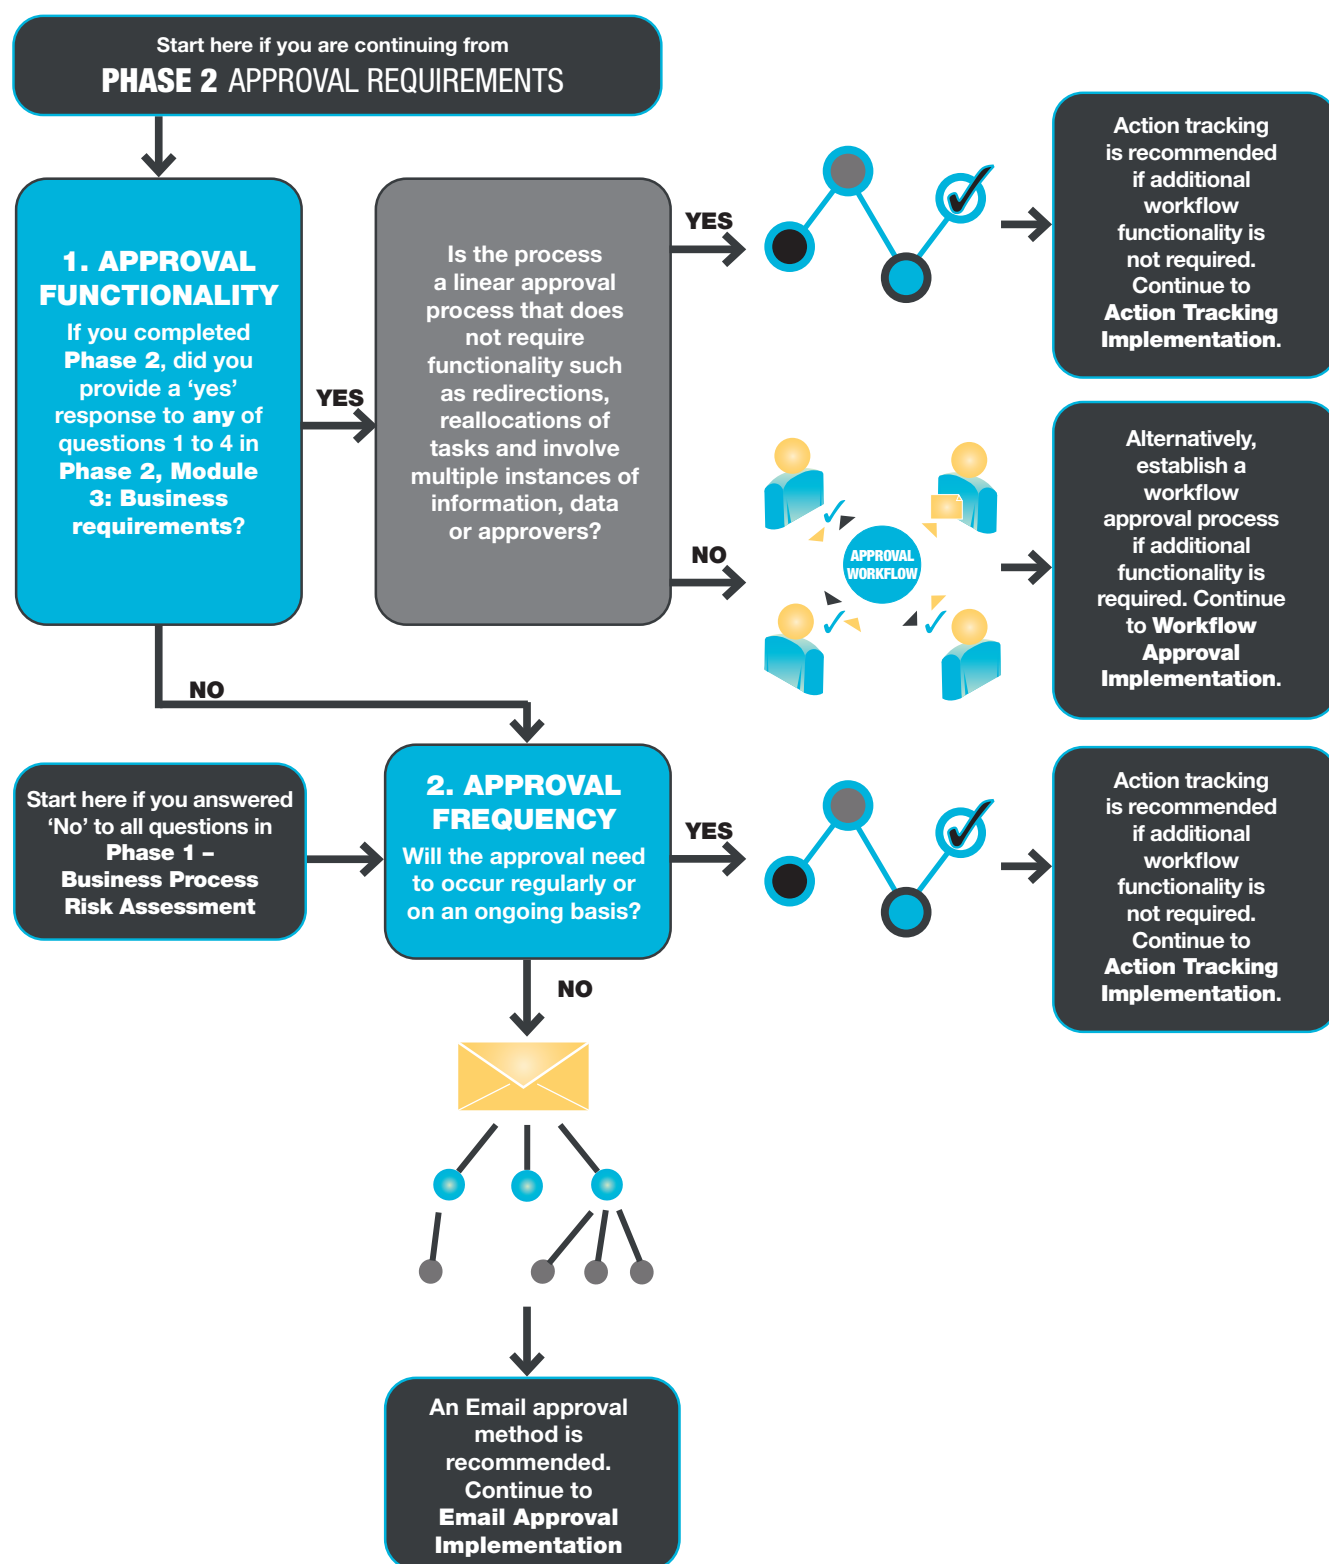 Start here if you are continuing from
PHASE 2 APPROVAL REQUIREMENTS
1. APPROVAL
FUNCTIONALITY
If you completed
Phase 2, did you
provide a ‘yes’
response to any of
questions 1 to 4 in
Phase 2, Module
3: Business
requirements?
YES
Is the process
a linear approval
process that does
not require
functionality such
as redirections,
reallocations of
tasks and involve
multiple instances of
information, data
or approvers?
YES
Action tracking
is recommended
if additional
workflow
functionality is
not required.
Continue to
Action Tracking
Implementation.
NO
APPROVAL
WORKFLOW
Alternatively,
establish a
workflow
approval process
if additional
functionality is
required. Continue
to Workflow
Approval
Implementation.
NO
Start here if you answered
‘No’ to all questions in
Phase 1 –
Business Process
Risk Assessment
2. APPROVAL
FREQUENCY
Will the approval need
to occur regularly or
on an ongoing basis?
YES
Action tracking
is recommended
if additional
workflow
functionality is
not required.
Continue to
Action Tracking
Implementation.
NO
An Email approval
method is
recommended.
Continue to
Email Approval
Implementation